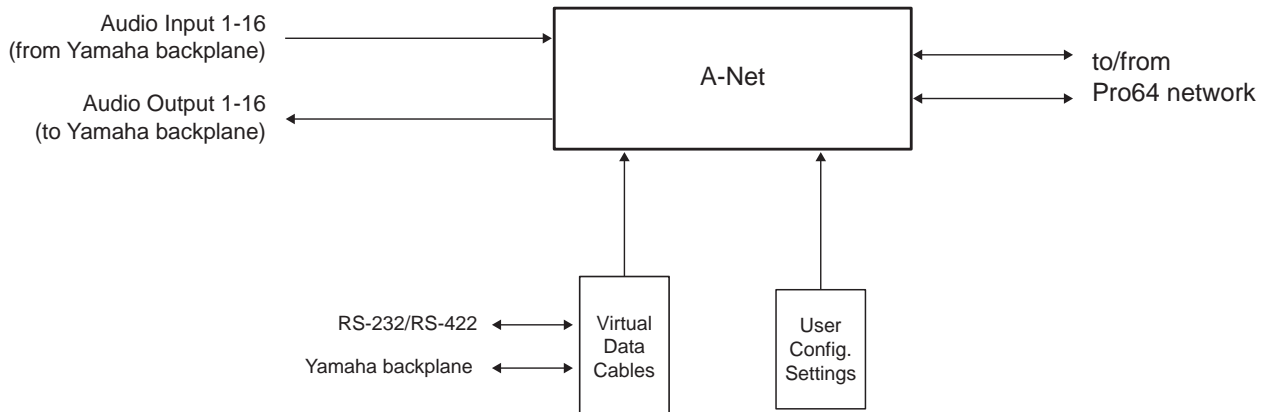 Audio Input 1-16
(from Yamaha backplane)
Audio Output 1-16
(to Yamaha backplane)
A-Net
to/from
Pro64 network
RS-232/RS-422
Yamaha backplane
Virtual
Data
Cables
User
Config.
Settings